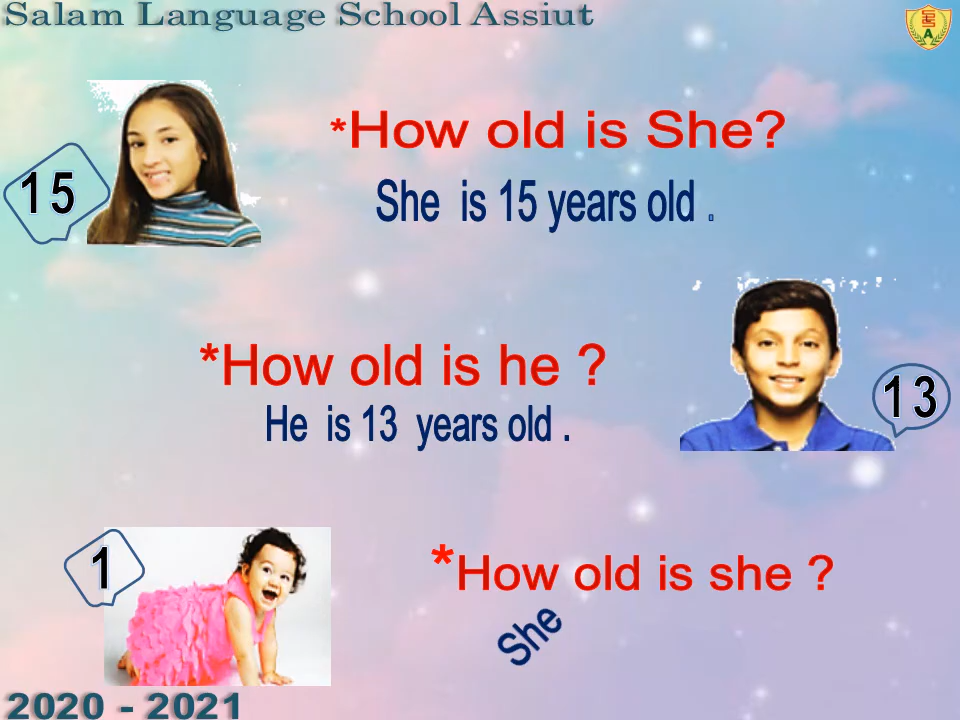 Salam Language School Assiut
*How old is She?
15
She is 15 years old .
*How old is he ?
13
He is 13 years old .
1
*How old is she ?
She
2020 - 2021